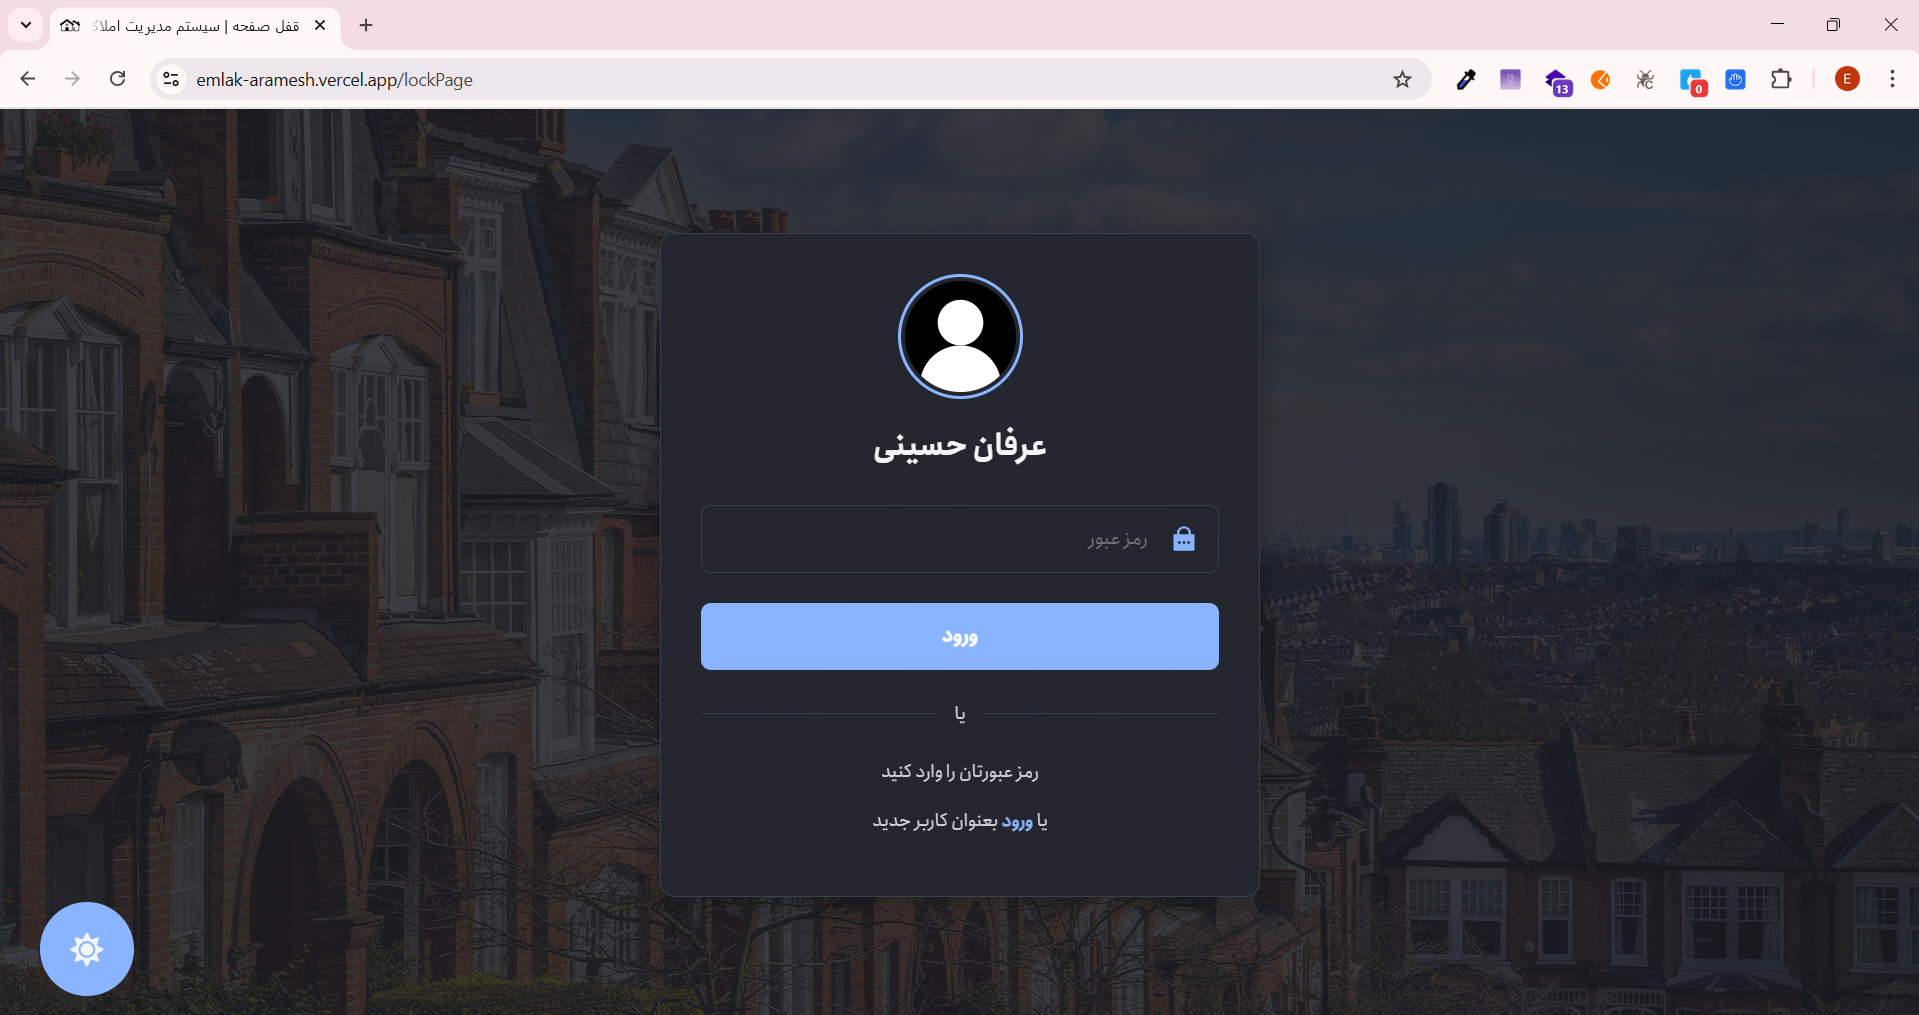 قفل صفحه | سیستم مدیریت املاک
emlak-aramesh.vercel.app/lockPage
13
0
E
عرفان حسینی
رمز عبور
ورود
یا
رمز عبورتان را وارد کنید
یا ورود بعنوان کاربر جدید